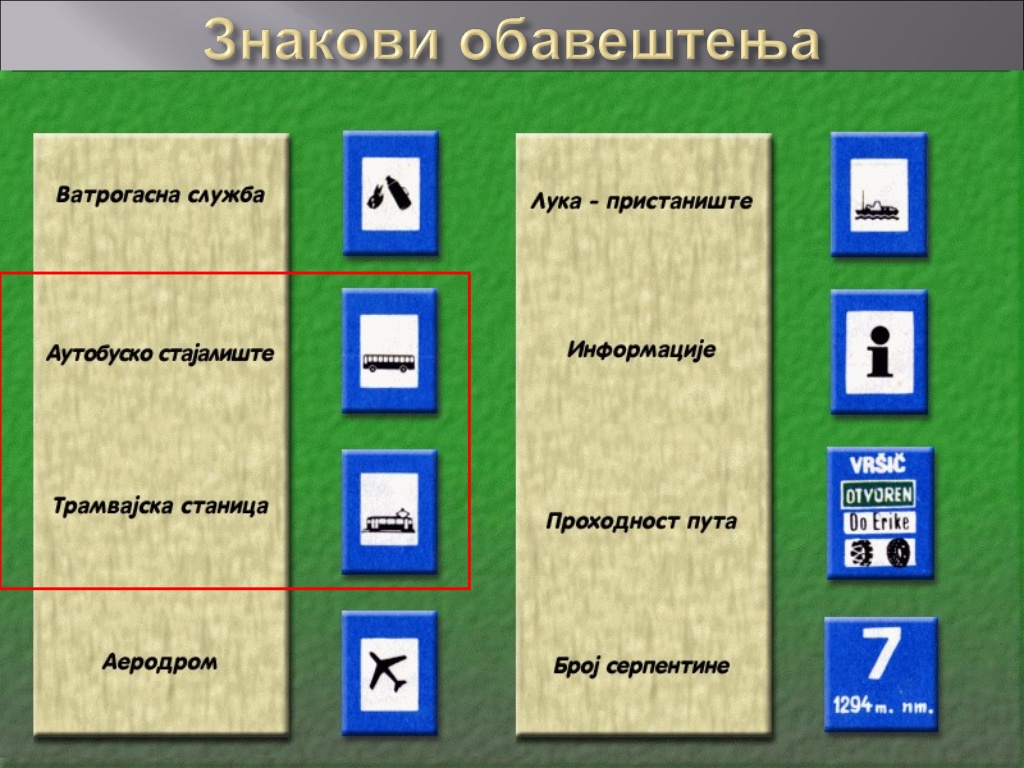 Знакови обавештења
Ватрогасна служба
Аутобуско стајалиште
Трамвајска станица
Аеродром
Лука - пристаниште
Информације
i
Проходност пута
VRŠIČ
OTVOREN
Do Erike
Број серпентине
7
1294 m. nm.